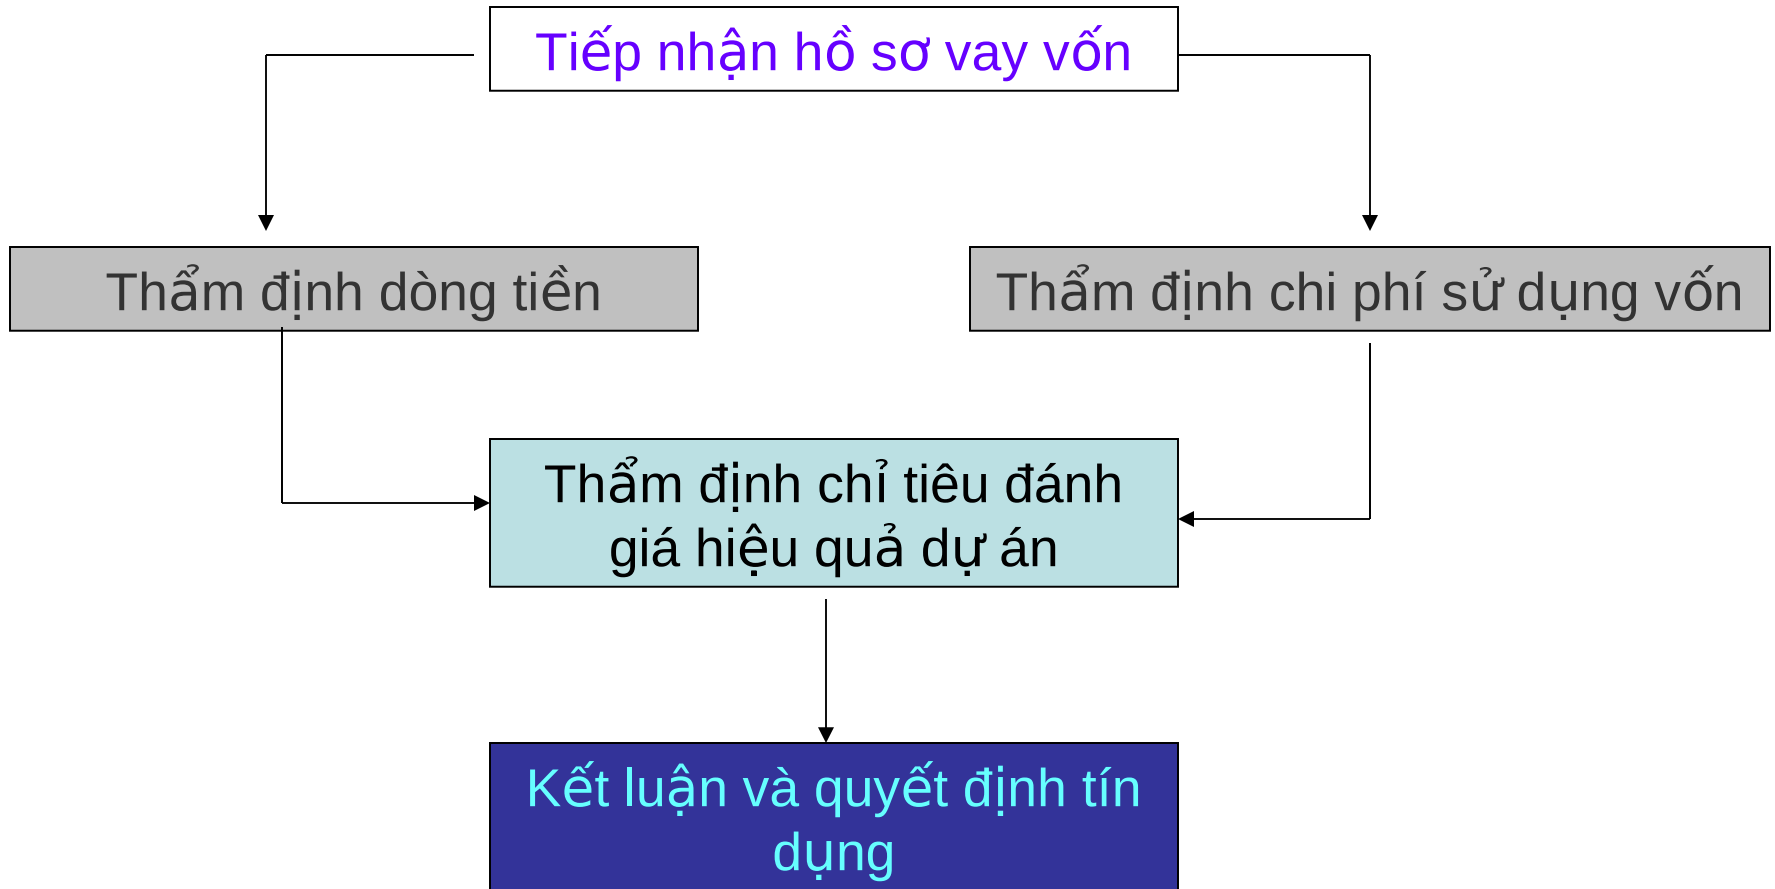 Tiếp nhận hồ sơ vay vốn
Thẩm định dòng tiền
Thẩm định chi phí sử dụng vốn
Thẩm định chỉ tiêu đánh
giá hiệu quả dự án
Kết luận và quyết định tín
dụng